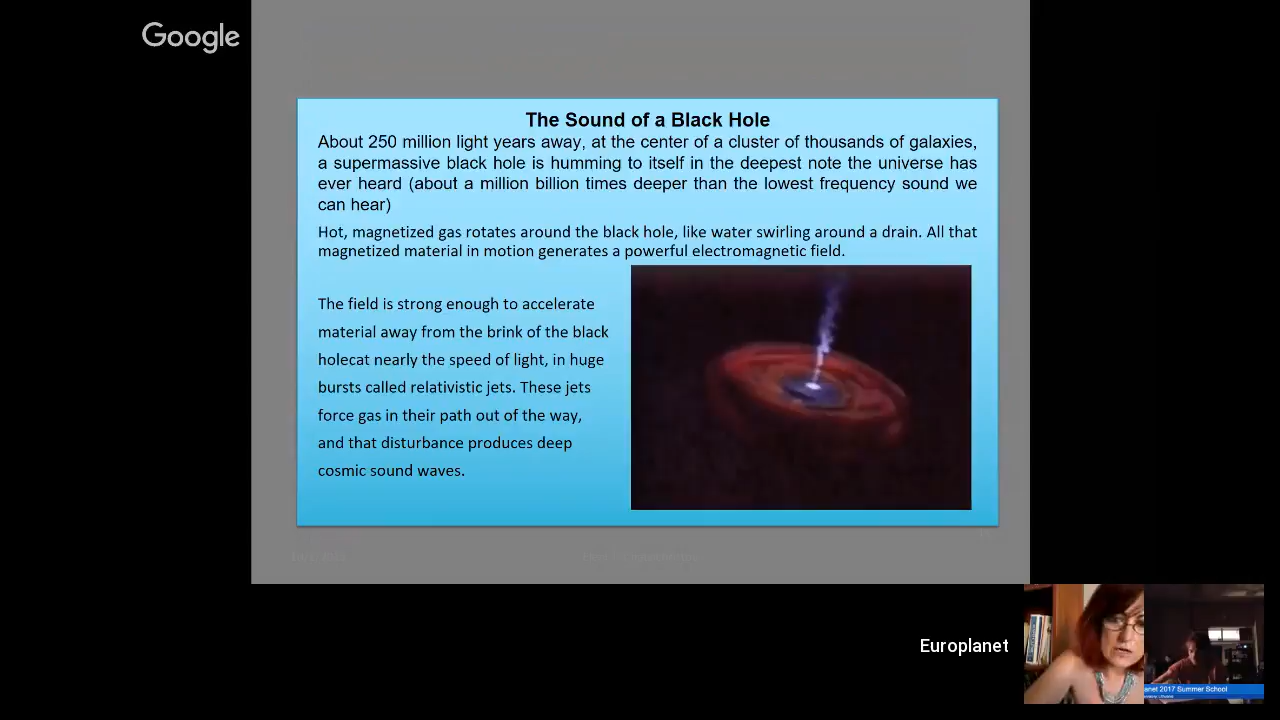 Google
The Sound of a Black Hole
About 250 million light years away, at the center of a cluster of thousands of galaxies,
a supermassive black hole is humming to itself in the deepest note the universe has
ever heard (about a million billion times deeper than the lowest frequency sound we
can hear)
Hot, magnetized gas rotates around the black hole, like water swirling around a drain. All that
magnetized material in motion generates a powerful electromagnetic field.
The field is strong enough to accelerate
material away from the brink of the black
holecat nearly the speed of light, in huge
bursts called relativistic jets. These jets
force gas in their path out of the way,
and that disturbance produces deep
cosmic sound waves.
Europlanet
anet 2017 Summer School